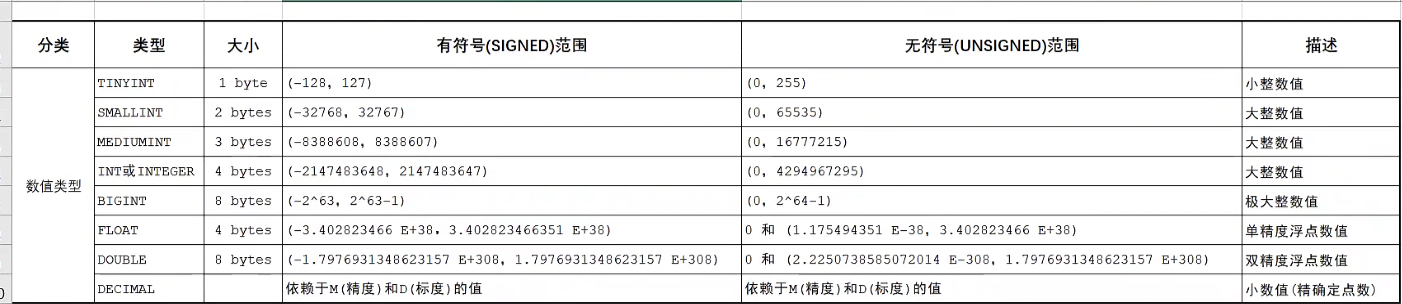 分类 类型 大小 有符号(SIGNED)范围 无符号(UNSIGNED)范围 描述
数值类型
TINYINT 1 byte (-128, 127) (0, 255) 小整数值
SMALLINT 2 bytes (-32768, 32767) (0, 65535) 大整数值
MEDIUMINT 3 bytes (-8388608, 8388607) (0, 16777215) 大整数值
INT或INTEGER 4 bytes (-2147483648, 2147483647) (0, 4294967295) 大整数值
BIGINT 8 bytes (-2^63, 2^63-1) (0, 2^64-1) 极大整数值
FLOAT 4 bytes (-3.402823466 E+38, 3.402823466351 E+38) 0 和 (1.175494351 E-38, 3.402823466 E+38) 单精度浮点数值
DOUBLE 8 bytes (-1.7976931348623157 E+308, 1.7976931348623157 E+308) 0 和 (2.2250738585072014 E-308, 1.7976931348623157 E+308) 双精度浮点数值
DECIMAL 依赖于M(精度)和D(标度)的值 依赖于M(精度)和D(标度)的值 小数值(精确定点数)